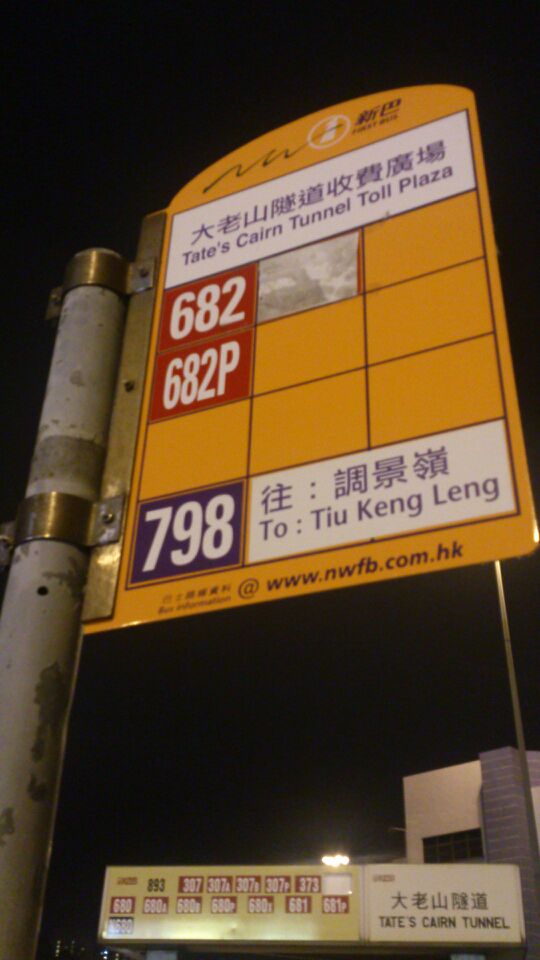 新巴
FIRST BUS
大老山隧道收費廣場
Tate's Cairn Tunnel Toll Plaza
682
682P
798
往：調景嶺
To : Tiu Keng Leng
巴士路線資料
Bus information @ www.nwfb.com.hk
893 307 307A 307B 307P 373
680 680A 680B 680P 680X 681 681P
N680
大老山隧道
TATE'S CAIRN TUNNEL